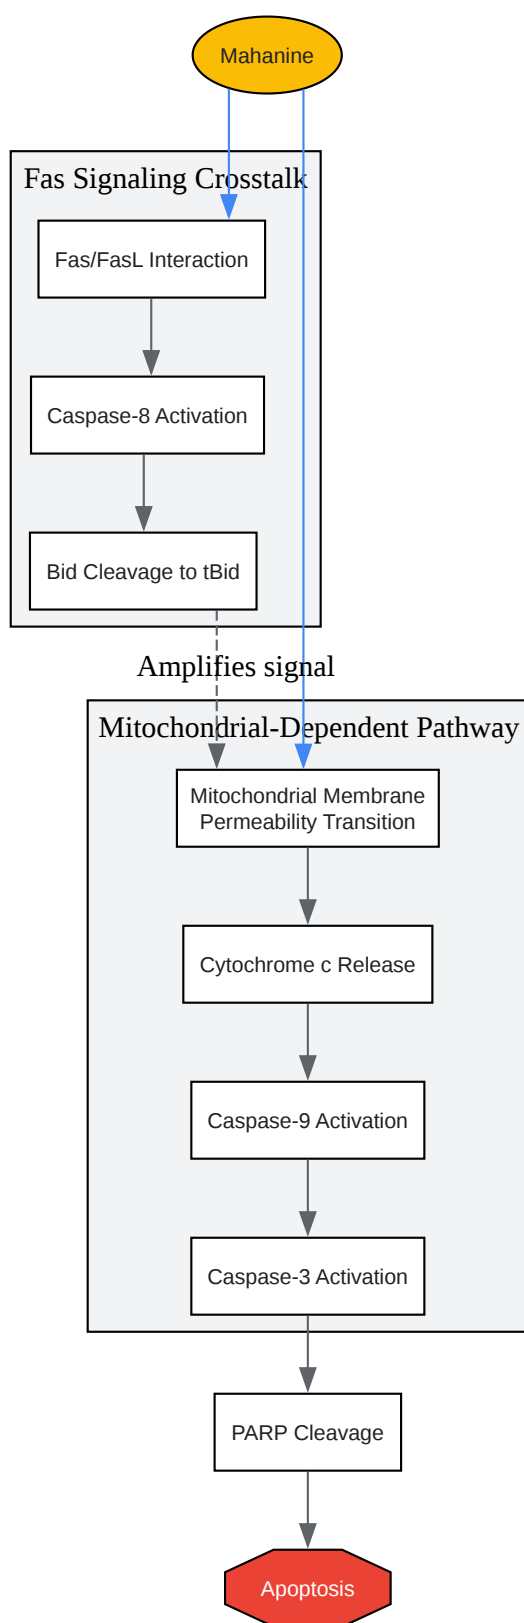 Mahanine
Fas Signaling Crosstalk
Fas/FasL Interaction
Caspase-8 Activation
Bid Cleavage to tBid
Amplifies signal
Mitochondrial-Dependent Pathway
Mitochondrial Membrane
Permeability Transition
Cytochrome c Release
Caspase-9 Activation
Caspase-3 Activation
PARP Cleavage
Apoptosis